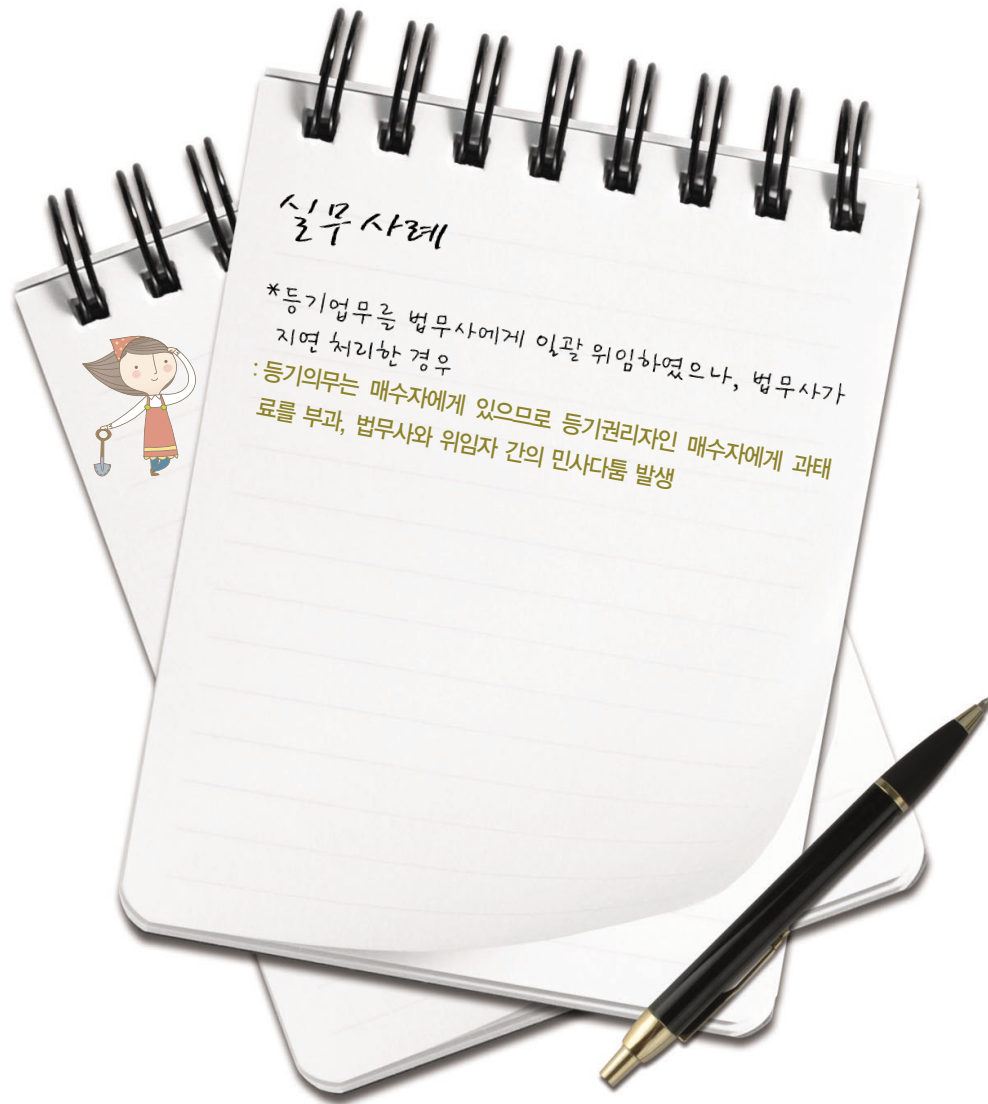 실무 사례
*등기업무를 법무사에게 일괄 위임하였으나, 법무사가
지연 처리한 경우
: 등기의무는 매수자에게 있으므로 등기권리자인 매수자에게 과태
료를 부과, 법무사와 위임자 간의 민사다툼 발생